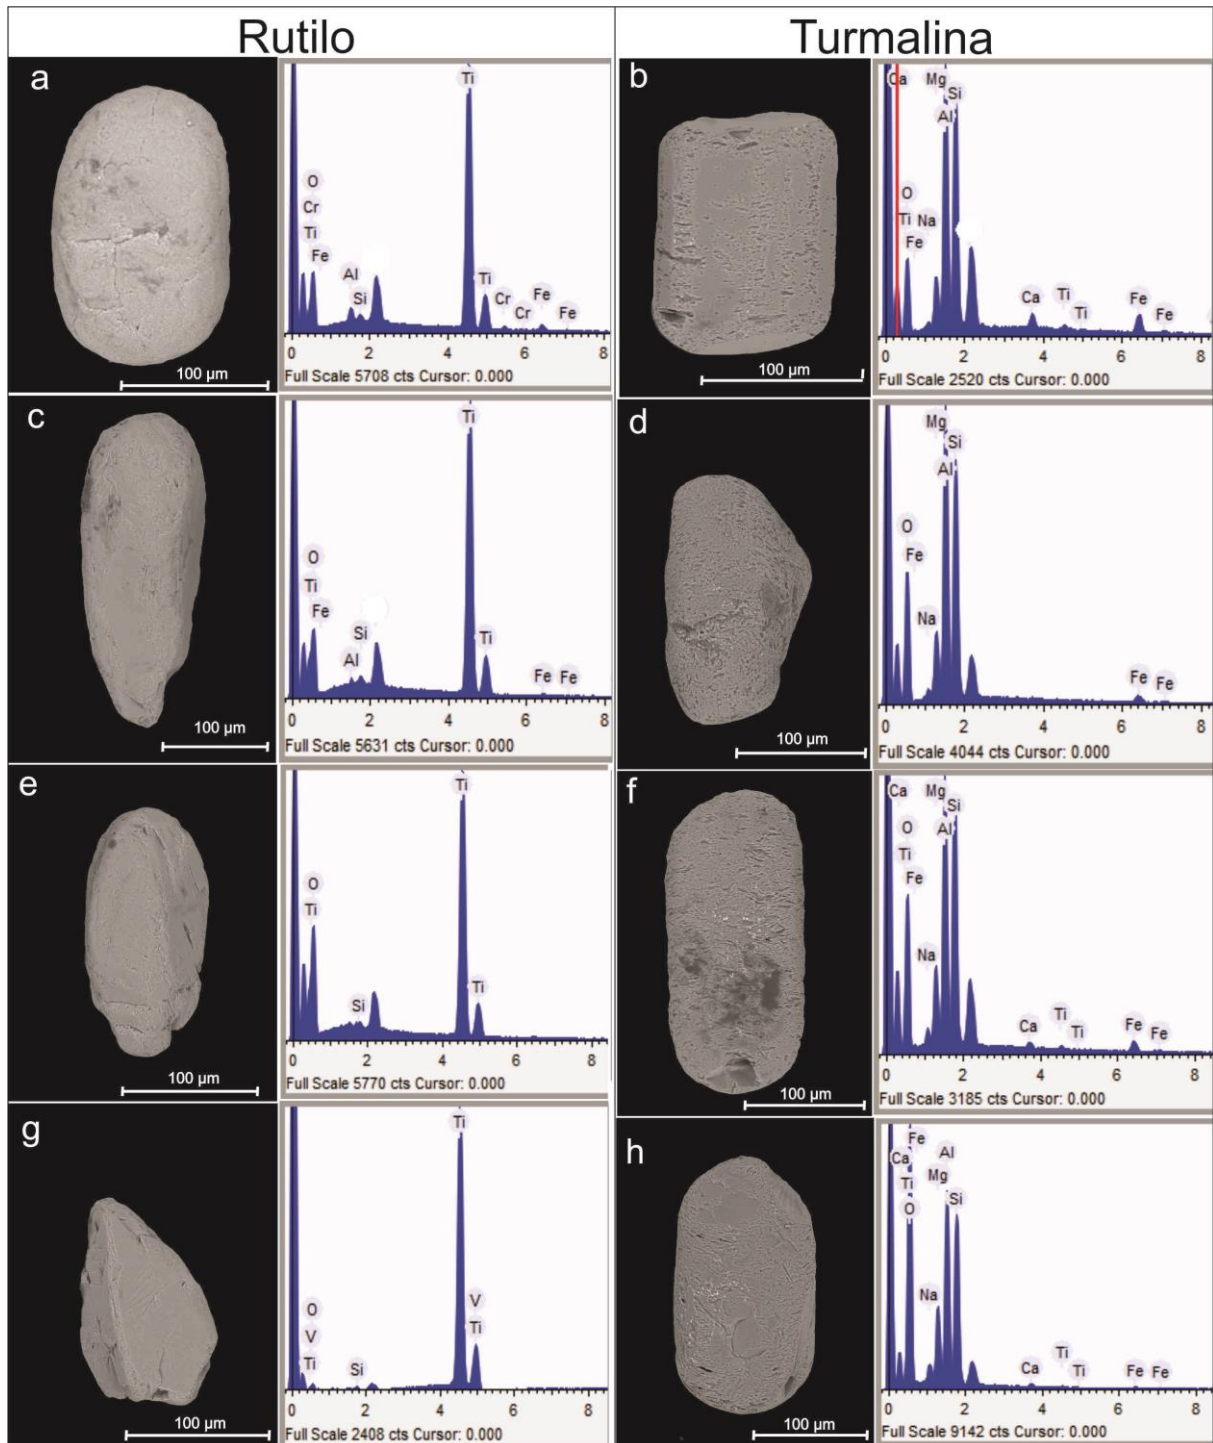 Rutilo
Turmalina
a
Ti
O
Cr
Ti
Fe
Al
Si
Ti
Cr
Cr
Fe
Fe
0 2 4 6 8
100 µm
Full Scale 5708 cts Cursor: 0.000
b
Ca
Mg
Si
Al
O
Ti
Na
Fe
Ca
Ti
Ti
Fe
Fe
0 2 4 6 8
100 µm
Full Scale 2520 cts Cursor: 0.000
c
Ti
O
Ti
Fe
Si
Al
Ti
Fe
Fe
0 2 4 6 8
100 µm
Full Scale 5631 cts Cursor: 0.000
d
Mg
Si
Al
O
Fe
Na
Fe
Fe
0 2 4 6 8
100 µm
Full Scale 4044 cts Cursor: 0.000
e
Ti
O
Ti
Si
Ti
0 2 4 6 8
100 µm
Full Scale 5770 cts Cursor: 0.000
f
Ca
Mg
Si
O
Al
Ti
Fe
Na
Ca
Ti
Ti
Fe
Fe
0 2 4 6 8
100 µm
Full Scale 3185 cts Cursor: 0.000
g
Ti
O
V
Ti
Si
V
Ti
0 2 4 6 8
100 µm
Full Scale 2408 cts Cursor: 0.000
h
Fe
Ca
Al
Ti
Mg
O
Si
Na
Ca
Ti
Ti
Fe
Fe
0 2 4 6 8
100 µm
Full Scale 9142 cts Cursor: 0.000